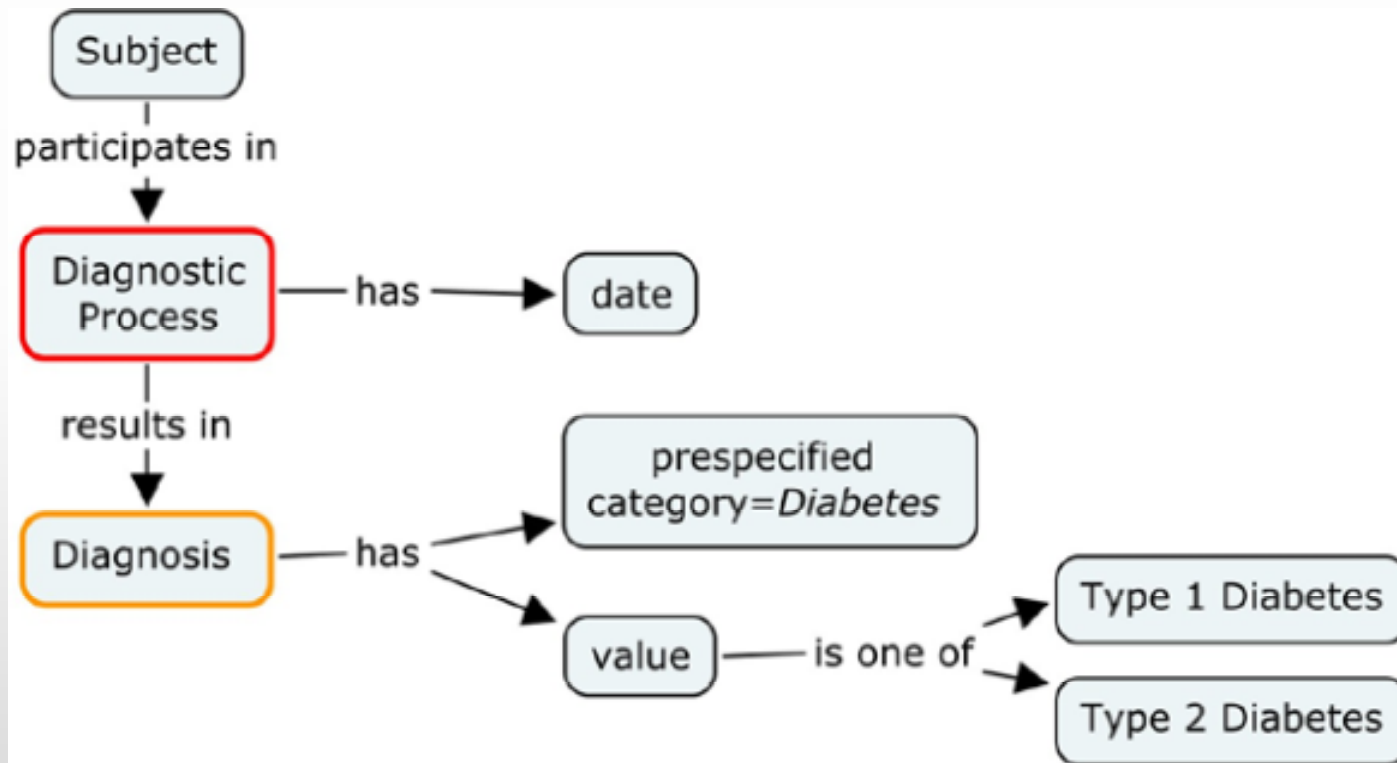 Subject
participates in
Diagnostic
Process
has
date
results in
prespecified
category=Diabetes
Diagnosis
has
value
is one of
Type 1 Diabetes
Type 2 Diabetes